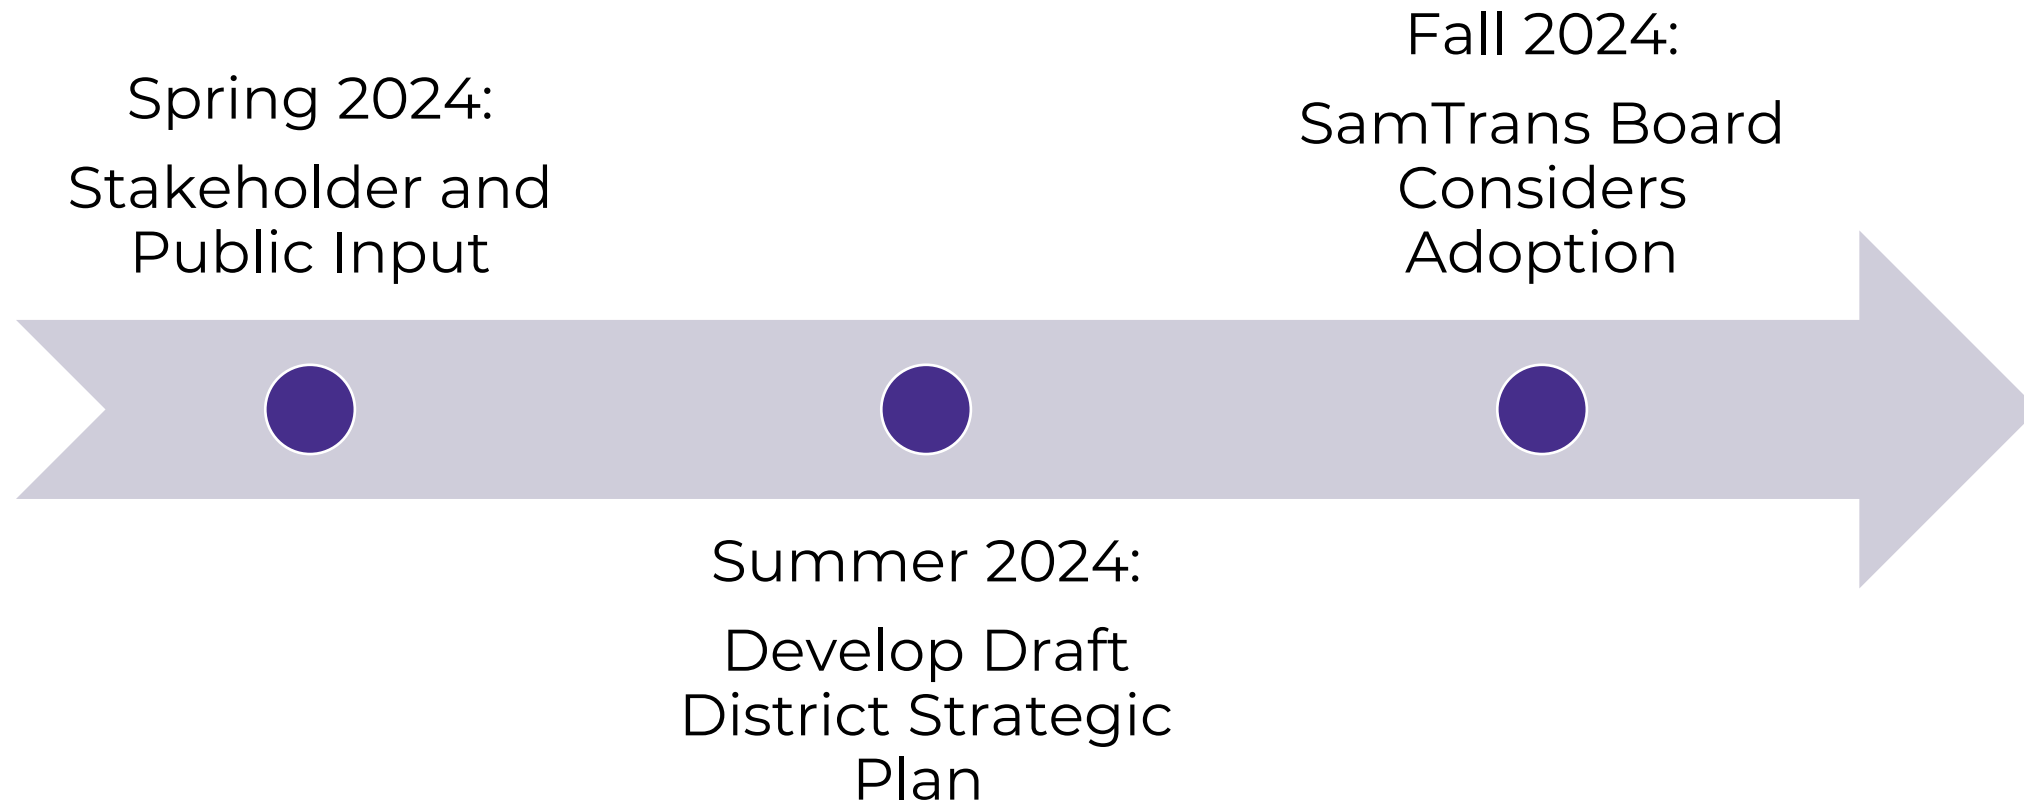 Spring 2024:
Stakeholder and
Public Input
Summer 2024:
Develop Draft
District Strategic
Plan
Fall 2024:
SamTrans Board
Considers
Adoption